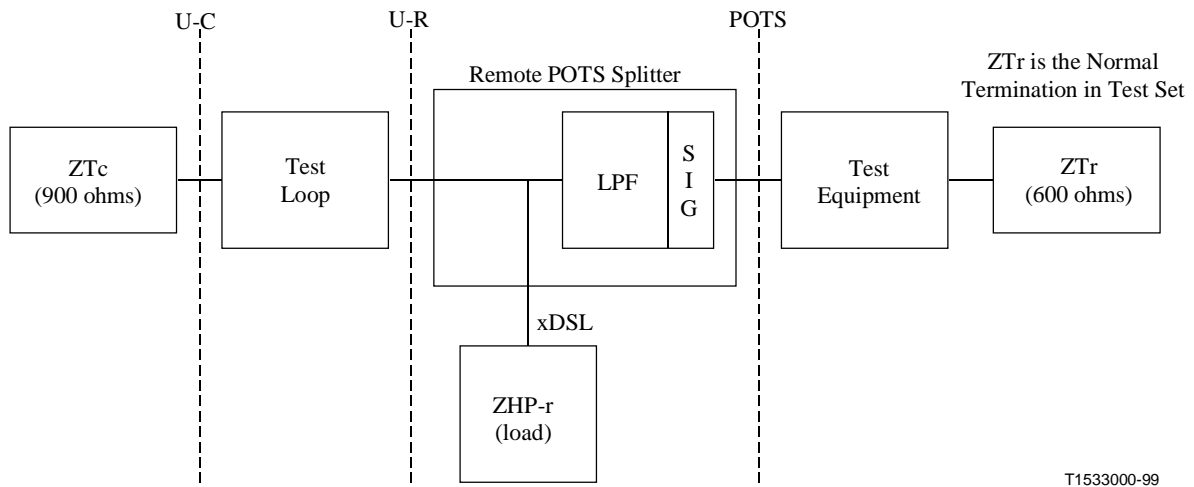 U-C
U-R
POTS
Remote POTS Splitter
ZTr is the Normal
Termination in Test Set
ZTc
(900 ohms)
Test
Loop
LPF
S
I
G
Test
Equipment
ZTr
(600 ohms)
xDSL
ZHP-r
(load)
T1533000-99